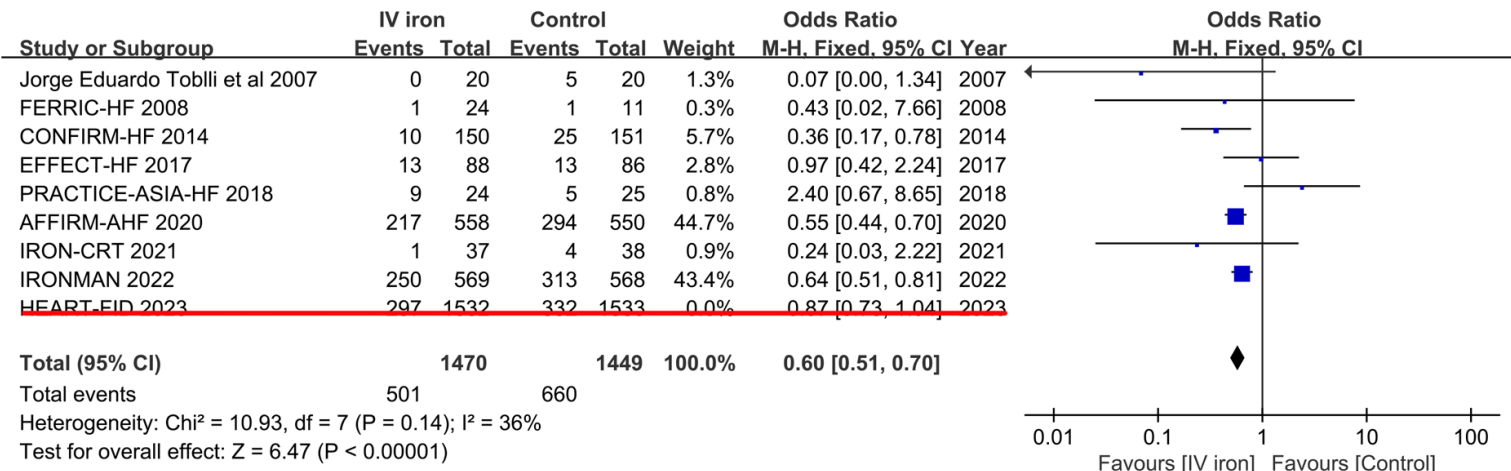 IV iron Control Odds Ratio Odds Ratio
Study or Subgroup Events Total Events Total Weight M-H, Fixed, 95% CI Year M-H, Fixed, 95% CI
Jorge Eduardo Toblli et al 2007 0 20 5 20 1.3% 0.07 [0.00, 1.34] 2007
FERRIC-HF 2008 1 24 1 11 0.3% 0.43 [0.02, 7.66] 2008
CONFIRM-HF 2014 10 150 25 151 5.7% 0.36 [0.17, 0.78] 2014
EFFECT-HF 2017 13 88 13 86 2.8% 0.97 [0.42, 2.24] 2017
PRACTICE-ASIA-HF 2018 9 24 5 25 0.8% 2.40 [0.67, 8.65] 2018
AFFIRM-AHF 2020 217 558 294 550 44.7% 0.55 [0.44, 0.70] 2020
IRON-CRT 2021 1 37 4 38 0.9% 0.24 [0.03, 2.22] 2021
IRONMAN 2022 250 569 313 568 43.4% 0.64 [0.51, 0.81] 2022
HEART-FID 2023 297 1532 332 1533 0.0% 0.87 [0.73, 1.04] 2023
Total (95% CI) 1470 1449 100.0% 0.60 [0.51, 0.70]
Total events 501 660
Heterogeneity: Chi² = 10.93, df = 7 (P = 0.14); I² = 36%
Test for overall effect: Z = 6.47 (P < 0.00001)
0.01 0.1 1 10 100
Favours [IV iron] Favours [Control]